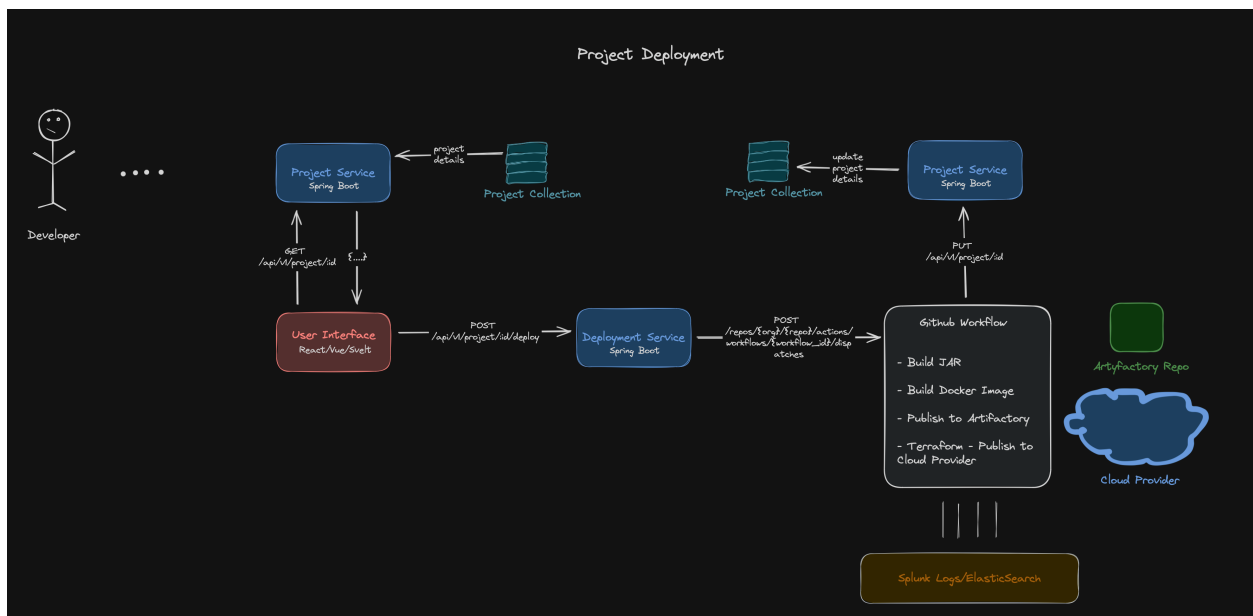 Project Deployment
Developer
Project Service
Spring Boot
project
details
Project Collection
GET
/api/v1/project/:id
{....}
User Interface
React/Vue/Svelt
POST
/api/v1/project/:id/deploy
Deployment Service
Spring Boot
POST
/repos/{org}/{repo}/actions/
workflows/{workflow_id}/disp
atches
Project Collection
update
project
details
Project Service
Spring Boot
PUT
/api/v1/project/:id
Github Workflow
- Build JAR
- Build Docker Image
- Publish to Artifactory
- Terraform - Publish to
Cloud Provider
Artyfactory Repo
Cloud Provider
Splunk Logs/ElasticSearch